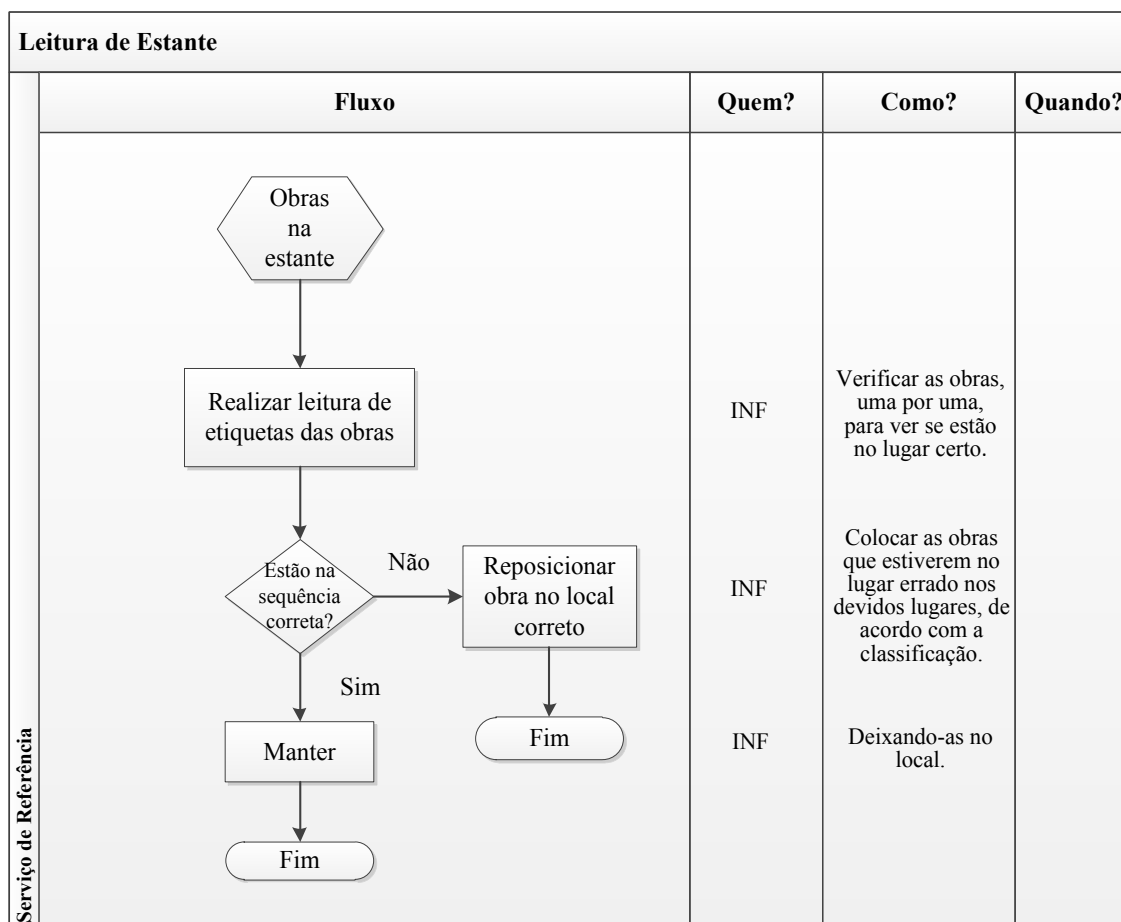 Leitura de Estante
Fluxo
Quem?
Como?
Quando?
Obras
na
estante
Realizar leitura de
etiquetas das obras
INF
Verificar as obras,
uma por uma,
para ver se estão
no lugar certo.
Estão na
sequência
correta?
Não
Reposicionar
obra no local
correto
INF
Colocar as obras
que estiverem no
lugar errado nos
devidos lugares, de
acordo com a
classificação.
Sim
Manter
Fim
INF
Deixando-as no
local.
Fim
Serviço de Referência